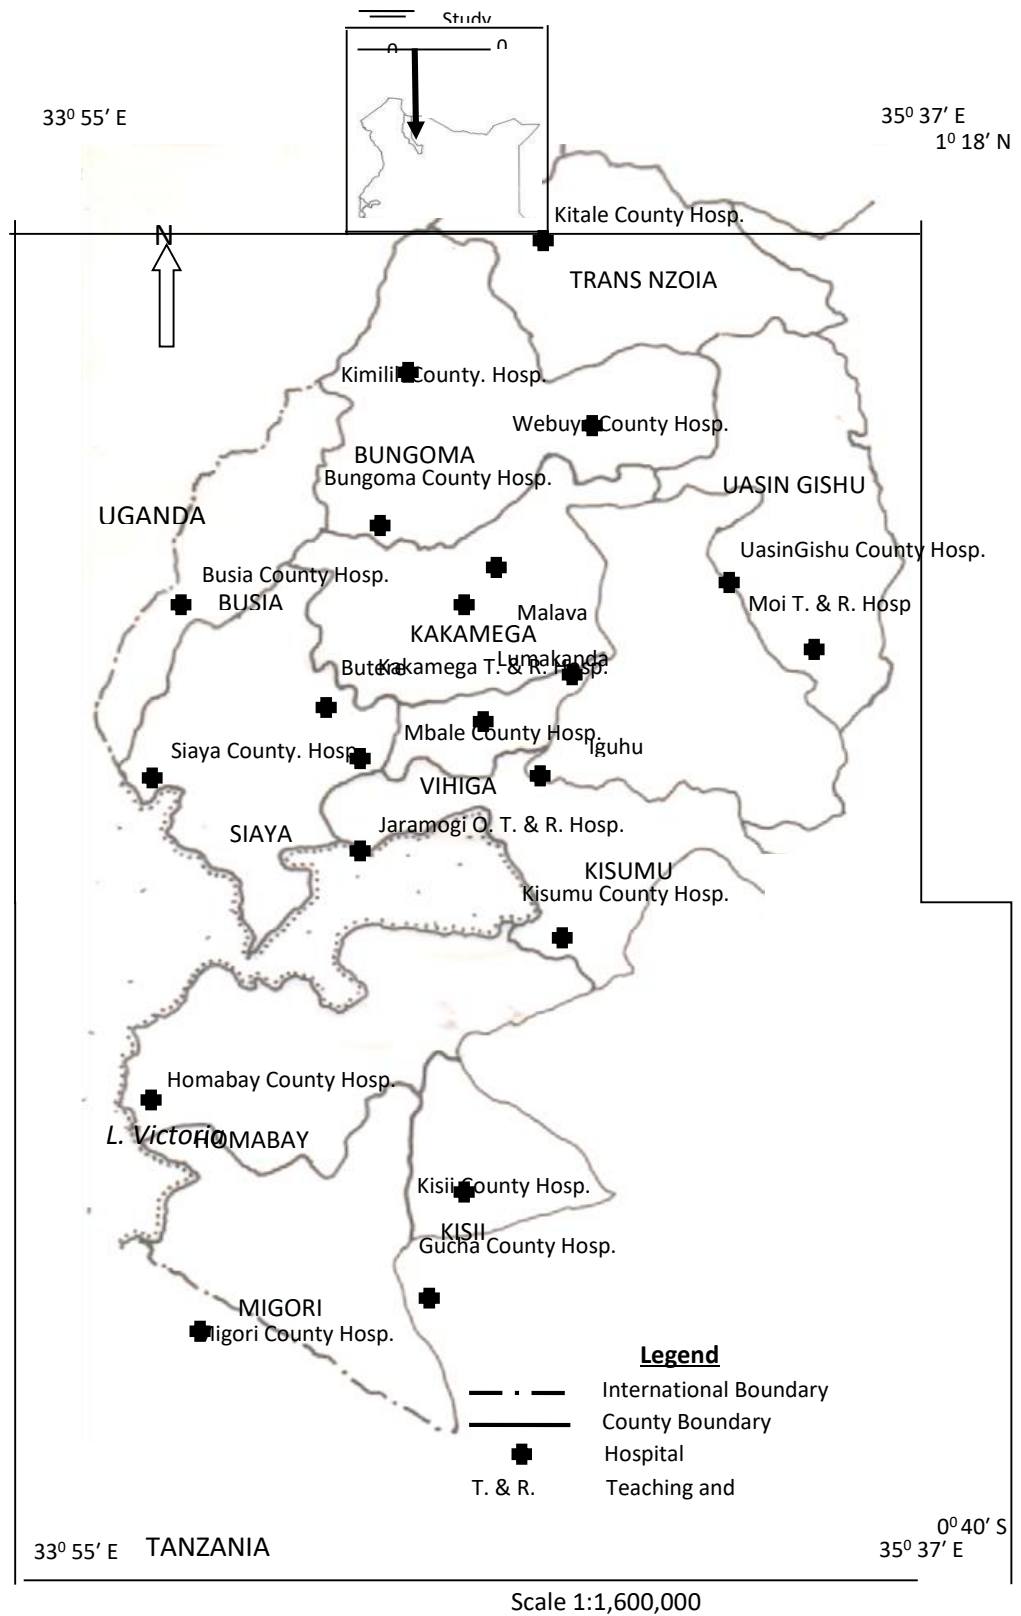 Study
0 0
33⁰ 55′ E
35⁰ 37′ E
1⁰ 18′ N
Kitale County Hosp.
N
TRANS NZOIA
Kimilili County. Hosp.
Webuye County Hosp.
BUNGOMA
Bungoma County Hosp.
UASIN GISHU
UGANDA
UasinGishu County Hosp.
Busia County Hosp.
BUSIA
Moi T. & R. Hosp
Malava
KAKAMEGA
Lumakanda
Butere
Kakamega T. & R. Hosp.
Mbale County Hosp.
Iguhu
Siaya County. Hosp.
VIHIGA
Jaramogi O. T. & R. Hosp.
SIAYA
KISUMU
Kisumu County Hosp.
Homabay County Hosp.
L. Victoria
HOMABAY
Kisii County Hosp.
KISII
Gucha County Hosp.
MIGORI
Migori County Hosp.
Legend
International Boundary
County Boundary
Hospital
T. & R. Teaching and
0⁰ 40′ S
33⁰ 55′ E
TANZANIA
35⁰ 37′ E
Scale 1:1,600,000